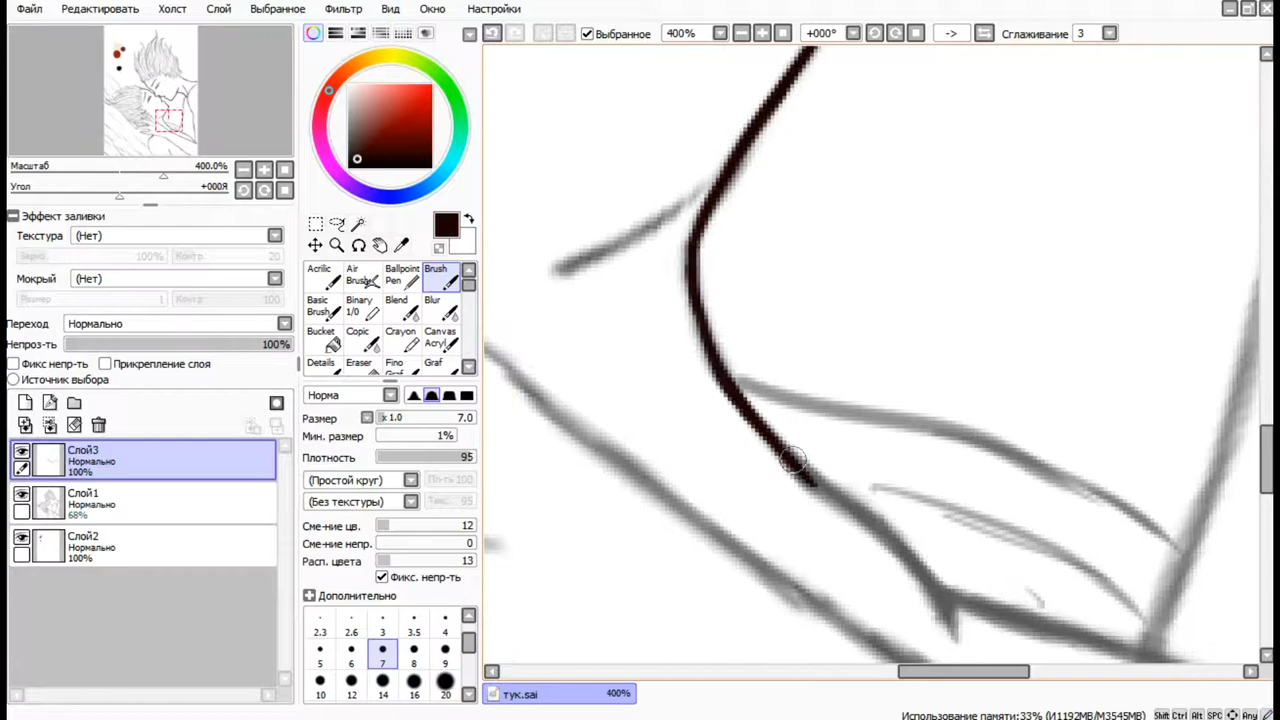 Файл Редактировать Холст Слой Выбранное Фильтр Вид Окно Настройки
Выбранное 400% +000° -> Сглаживание 3
Масштаб 400.0%
Угол +000Я
Эффект заливки
Текстура (Нет)
100% 20
Мокрый (Нет)
Размер 1 100
Переход Нормально
Непроз-ть 100%
Фикс непр-ть Прикрепление слоя
Источник выбора
Слой3
Нормально
100%
Слой1
Нормально
68%
Слой2
Нормально
100%
Acrilic Air Brush Ballpoint Pen Brush
Basic Brush Binary 1/0 Blend Blur
Bucket Copic Crayon Canvas Acryl
Details Eraser Fino Graf Graf
Норма
Размер x 1.0 7.0
Мин. размер 1%
Плотность 95
(Простой круг) 100
(Без текстуры) 95
Сме-ние цв. 12
Сме-ние непр. 0
Расп. цвета 13
Фикс. непр-ть
Дополнительно
2.3 2.6 3 3.5 4
5 6 7 8 9
10 12 14 16 20
тук.sai 400%
Использование памяти:33% (И1192MB/М3545MB) Shift Ctrl Alt SPC Any